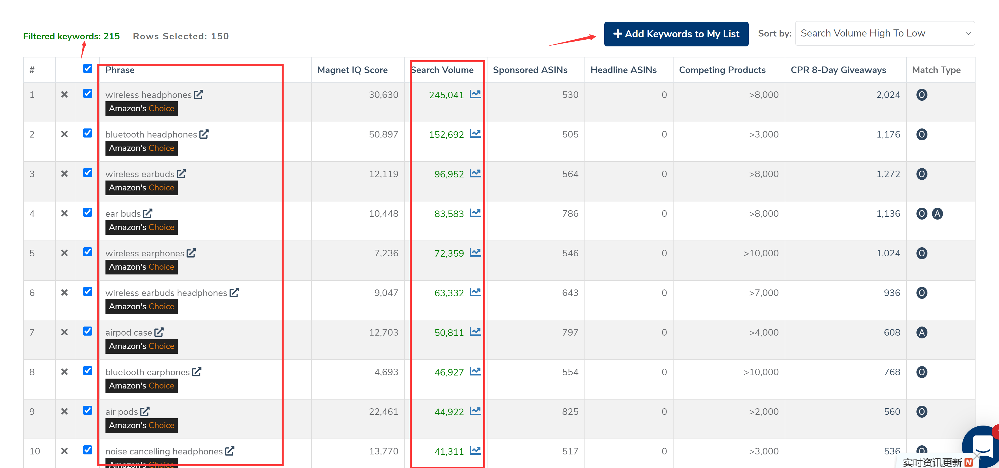 Filtered keywords: 215 Rows Selected: 150 Add Keywords to My List Sort by: Search Volume High To Low
# Phrase Magnet IQ Score Search Volume Sponsored ASINs Headline ASINs Competing Products CPR 8-Day Giveaways Match Type
1 wireless headphones 30,630 245,041 530 0 >8,000 2,024 O
Amazon's Choice
2 bluetooth headphones 50,897 152,692 505 0 >3,000 1,176 O
Amazon's Choice
3 wireless earbuds 12,119 96,952 564 0 >8,000 1,272 O
Amazon's Choice
4 ear buds 10,448 83,583 786 0 >8,000 1,136 O A
Amazon's Choice
5 wireless earphones 7,236 72,359 546 0 >10,000 1,024 O
Amazon's Choice
6 wireless earbuds headphones 9,047 63,332 643 0 >7,000 936 O
Amazon's Choice
7 airpod case 12,703 50,811 797 0 >4,000 608 A
Amazon's Choice
8 bluetooth earphones 4,693 46,927 554 0 >10,000 768 O
Amazon's Choice
9 air pods 22,461 44,922 825 0 >2,000 560 O
Amazon's Choice
10 noise cancelling headphones 13,770 41,311 517 0 >3,000 536 O
Amazon's Choice
实时资讯更新 N